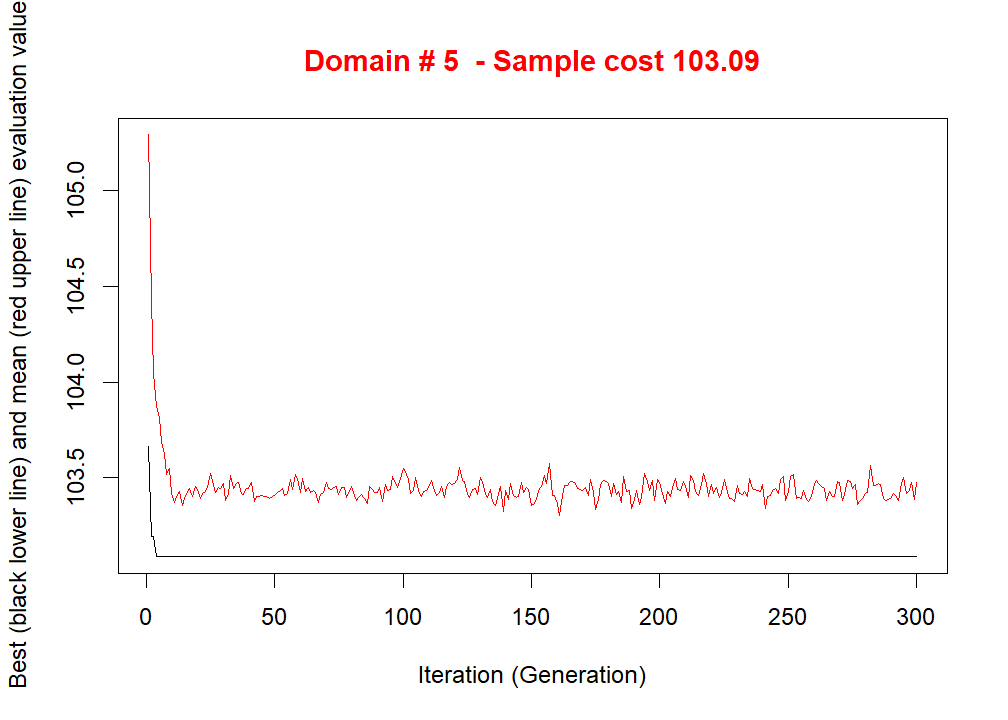 Domain # 5  - Sample cost 103.09
Best (black lower line) and mean (red upper line) evaluation value
105.0
104.5
104.0
103.5
0 50 100 150 200 250 300
Iteration (Generation)